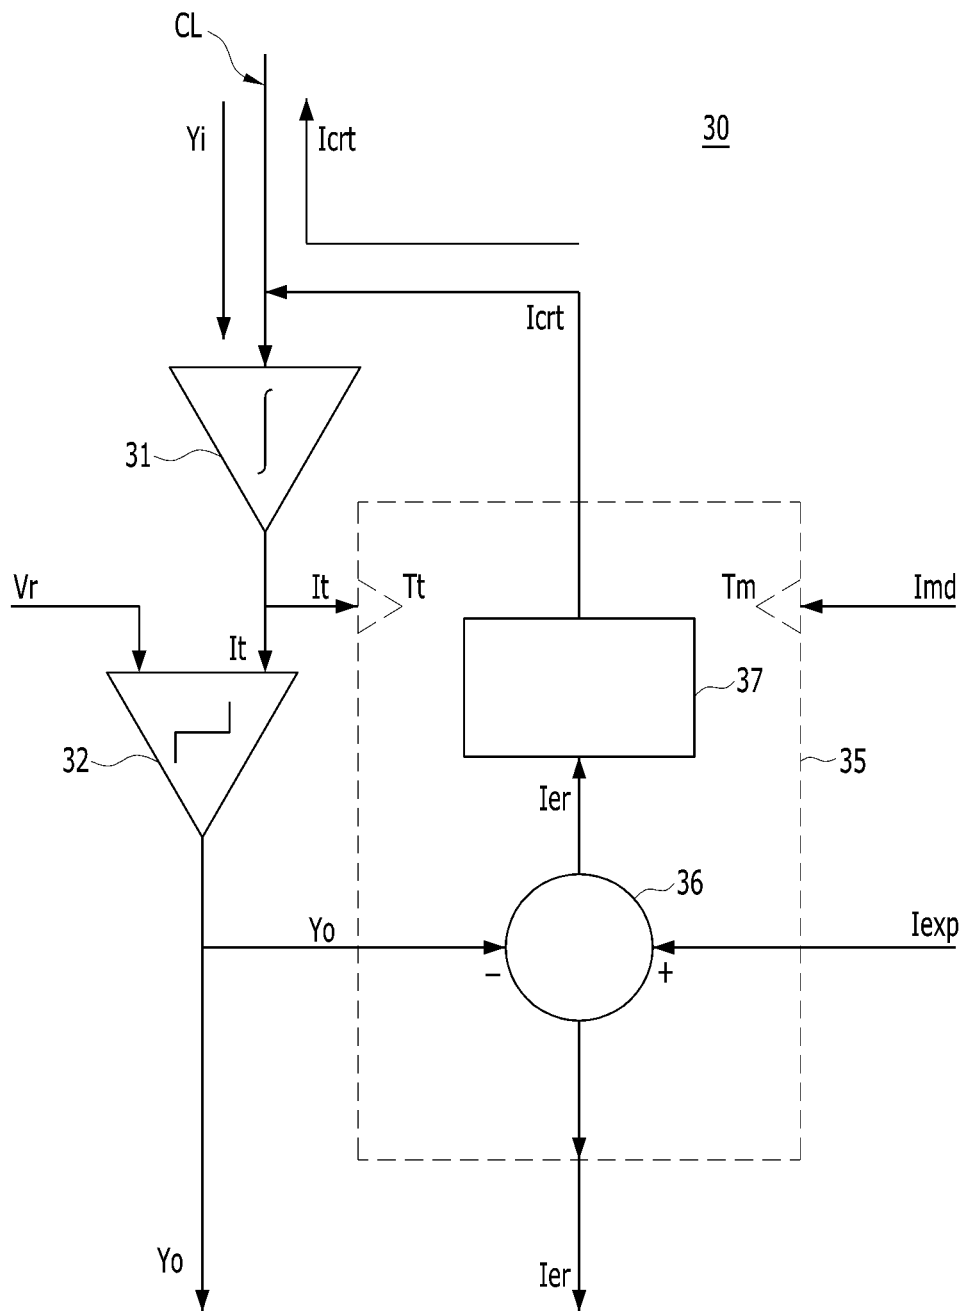 CL
30
Yi
Icrt
Icrt
31
Vr
It
Tt
Tm
Imd
It
37
32
35
Ier
36
Yo
Iexp
−
+
Yo
Ier